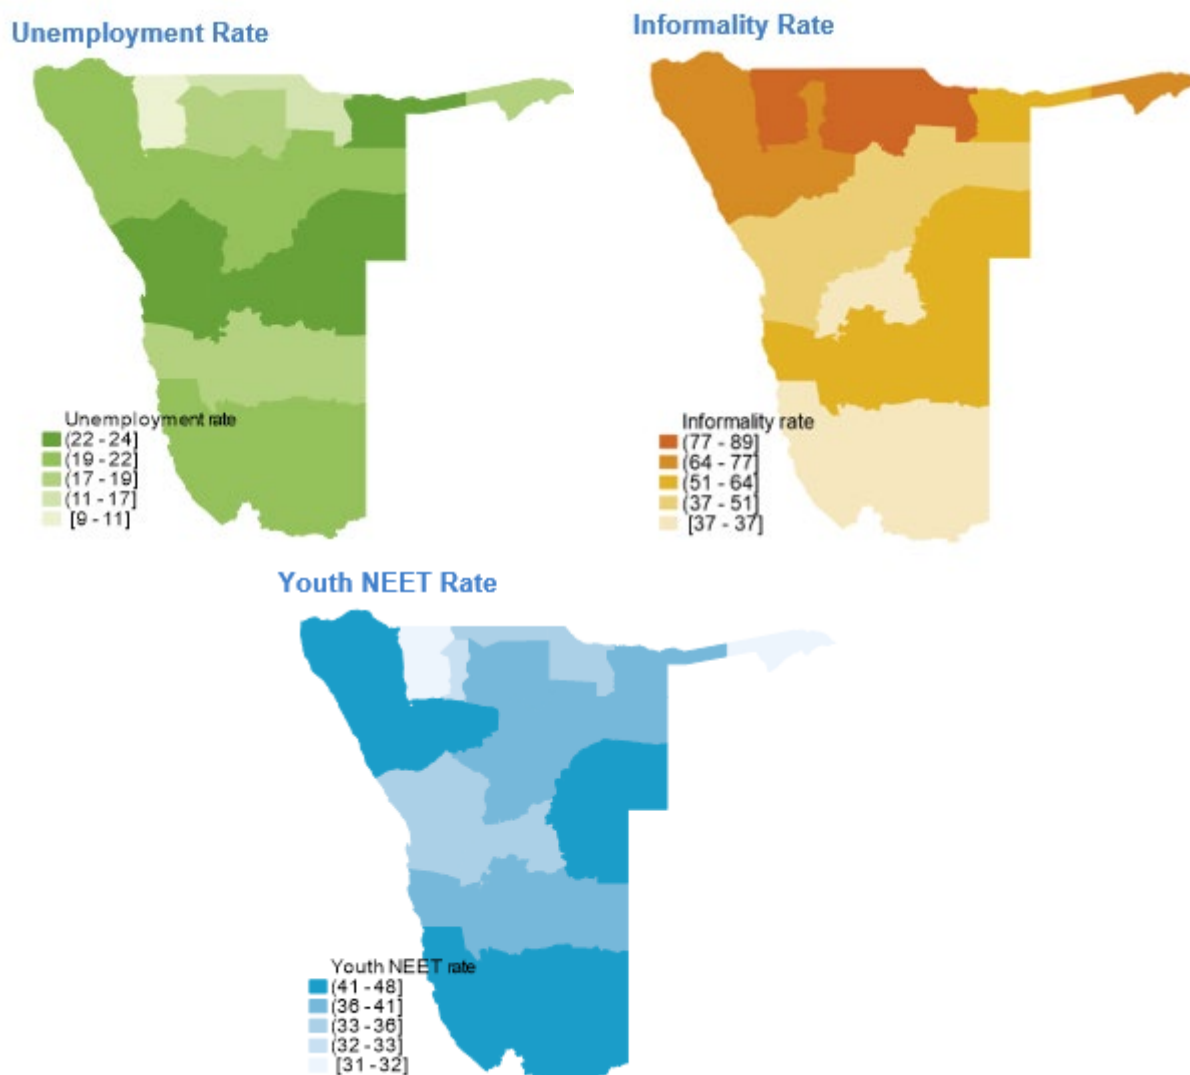 Unemployment Rate
Informality Rate
Unemployment rate
(22 - 24]
(19 - 22]
(17 - 19]
(11 - 17]
[9 - 11]
Informality rate
(77 - 89]
(64 - 77]
(51 - 64]
(37 - 51]
[37 - 37]
Youth NEET Rate
Youth NEET rate
(41 - 48]
(36 - 41]
(33 - 36]
(32 - 33]
[31 - 32]